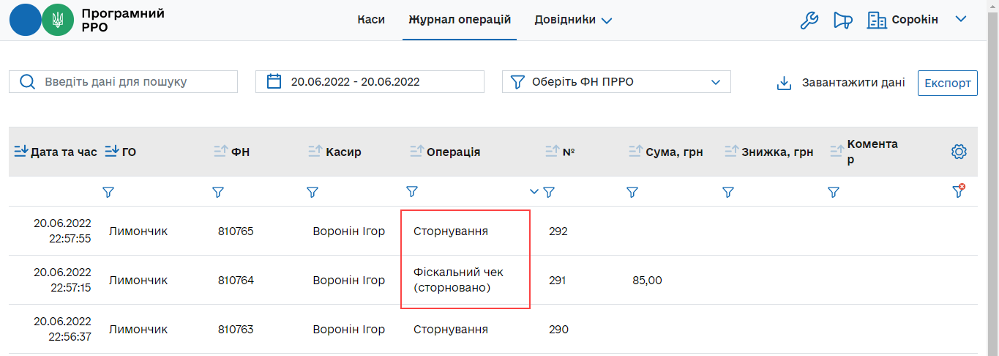 Програмний
РРО
Каси
Журнал операцій
Довідники
Сорокін
Введіть дані для пошуку
20.06.2022 - 20.06.2022
Оберіть ФН ПРРО
Завантажити дані
Експорт
Дата та час
ГО
ФН
Касир
Операція
№
Сума, грн
Знижка, грн
Комента
р
20.06.2022
22:57:55
Лимончик
810765
Воронін Ігор
Сторнування
292
20.06.2022
22:57:15
Лимончик
810764
Воронін Ігор
Фіскальний чек
(сторновано)
291
85,00
20.06.2022
22:56:37
Лимончик
810763
Воронін Ігор
Сторнування
290